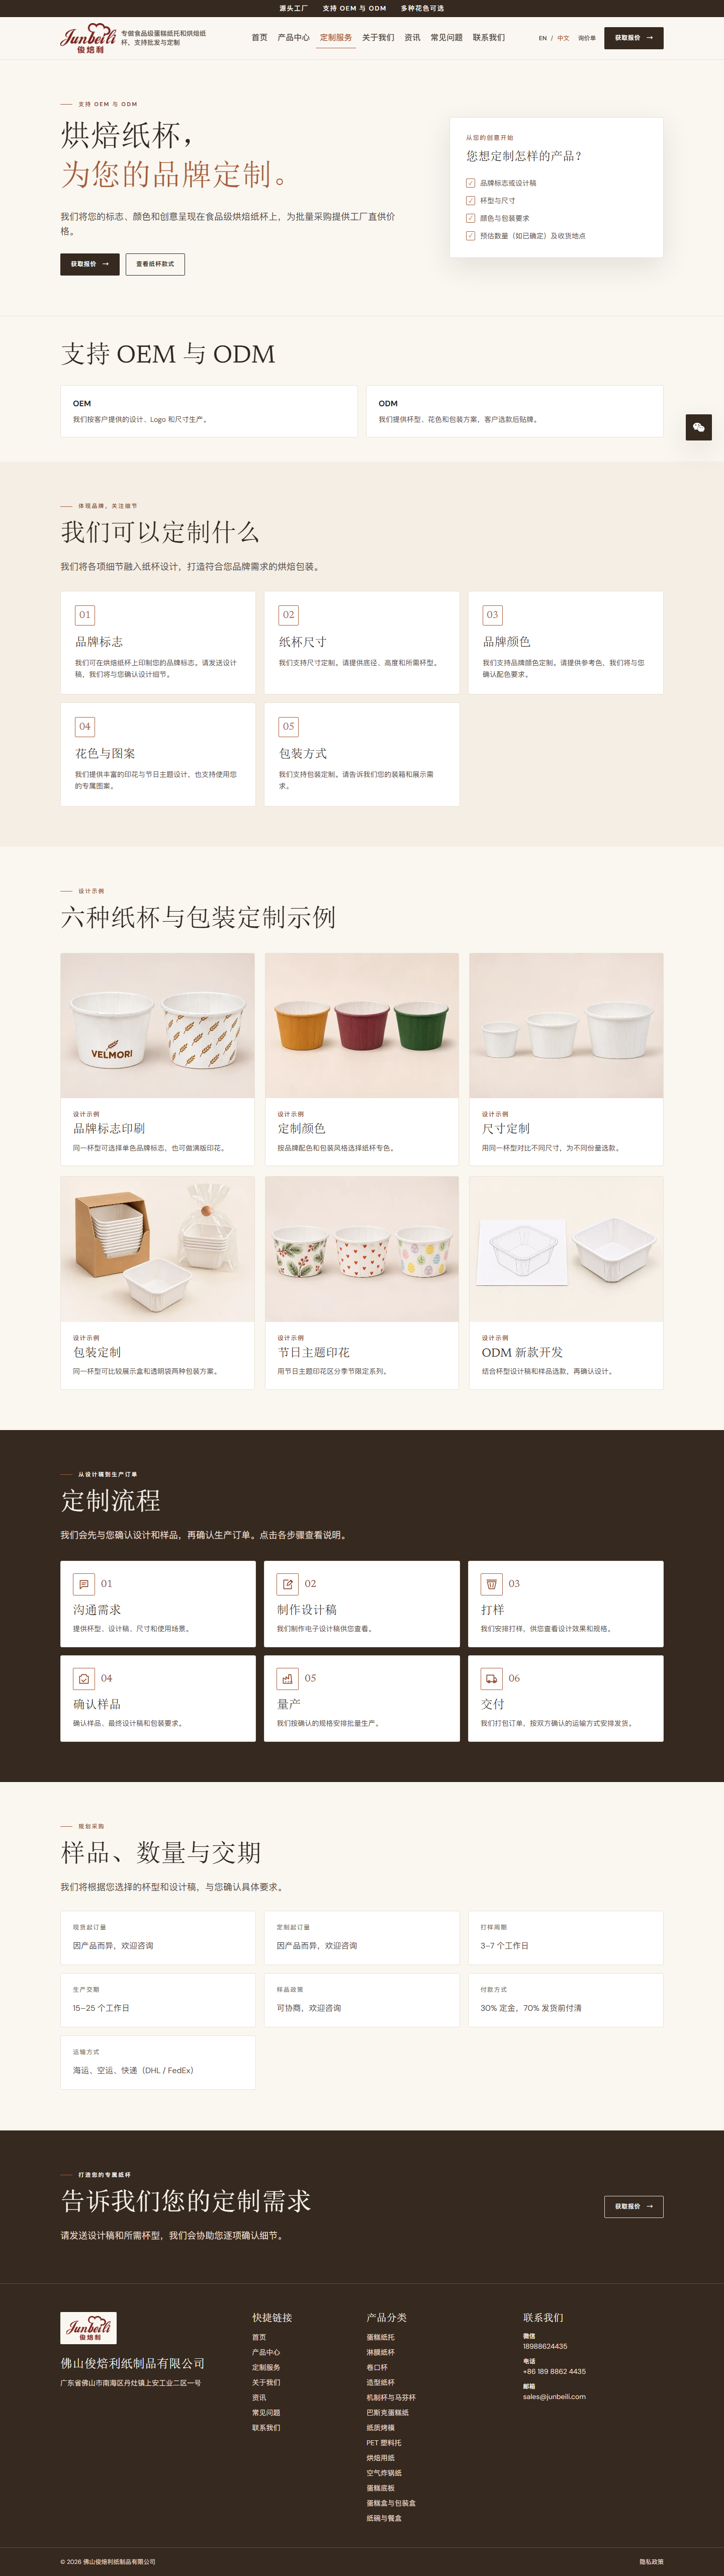 源头工厂 支持 OEM 与 ODM 多种花色可选
Junbeili
俊焙利
专做食品级蛋糕纸托和烘焙纸
杯，支持批发与定制
首页 产品中心 定制服务 关于我们 资讯 常见问题 联系我们
EN / 中文 询价单 获取报价 →
支持 OEM 与 ODM
烘焙纸杯，
为您的品牌定制。
我们将您的标志、颜色和创意呈现在食品级烘焙纸杯上，为批量采购提供工厂直供价
格。
获取报价 → 查看纸杯款式
从您的创意开始
您想定制怎样的产品？
品牌标志或设计稿
杯型与尺寸
颜色与包装要求
预估数量（如已确定）及收货地点
支持 OEM 与 ODM
OEM
我们按客户提供的设计、Logo 和尺寸生产。
ODM
我们提供杯型、花色和包装方案，客户选款后贴牌。
体现品牌，关注细节
我们可以定制什么
我们将各项细节融入纸杯设计，打造符合您品牌需求的烘焙包装。
01
品牌标志
我们可在烘焙纸杯上印制您的品牌标志。请发送设计
稿，我们将与您确认设计细节。
02
纸杯尺寸
我们支持尺寸定制。请提供底径、高度和所需杯型。
03
品牌颜色
我们支持品牌颜色定制。请提供参考色，我们将与您
确认配色要求。
04
花色与图案
我们提供丰富的印花与节日主题设计，也支持使用您
的专属图案。
05
包装方式
我们支持包装定制。请告诉我们您的装箱和展示需
求。
设计示例
六种纸杯与包装定制示例
VELMORI
设计示例
品牌标志印刷
同一杯型可选择单色品牌标志，也可做满版印花。
设计示例
定制颜色
按品牌配色和包装风格选择纸杯专色。
设计示例
尺寸定制
用同一杯型对比不同尺寸，为不同份量选款。
设计示例
包装定制
同一杯型可比较展示盒和透明袋两种包装方案。
设计示例
节日主题印花
用节日主题印花区分季节限定系列。
设计示例
ODM 新款开发
结合杯型设计稿和样品选款，再确认设计。
从设计稿到生产订单
定制流程
我们会先与您确认设计和样品，再确认生产订单。点击各步骤查看说明。
01
沟通需求
提供杯型、设计稿、尺寸和使用场景。
02
制作设计稿
我们制作电子设计稿供您查看。
03
打样
我们安排打样，供您查看设计效果和规格。
04
确认样品
确认样品、最终设计稿和包装要求。
05
量产
我们按确认的规格安排批量生产。
06
交付
我们打包订单，按双方确认的运输方式安排发货。
规划采购
样品、数量与交期
我们将根据您选择的杯型和设计稿，与您确认具体要求。
现货起订量
因产品而异，欢迎咨询
定制起订量
因产品而异，欢迎咨询
打样周期
3–7 个工作日
生产交期
15–25 个工作日
样品政策
可协商，欢迎咨询
付款方式
30% 定金，70% 发货前付清
运输方式
海运、空运、快递（DHL / FedEx）
打造您的专属纸杯
告诉我们您的定制需求
请发送设计稿和所需杯型，我们会协助您逐项确认细节。
获取报价 →
Junbeili
俊焙利
佛山俊焙利纸制品有限公司
广东省佛山市南海区丹灶镇上安工业二区一号
快捷链接
首页
产品中心
定制服务
关于我们
资讯
常见问题
联系我们
产品分类
蛋糕纸托
淋膜纸杯
卷口杯
造型纸杯
机制杯与马芬杯
巴斯克蛋糕纸
纸质烤模
PET 塑料托
烘焙用纸
空气炸锅纸
蛋糕底板
蛋糕盒与包装盒
纸碗与餐盒
联系我们
微信
18988624435
电话
+86 189 8862 4435
邮箱
sales@junbeili.com
© 2026 佛山俊焙利纸制品有限公司
隐私政策